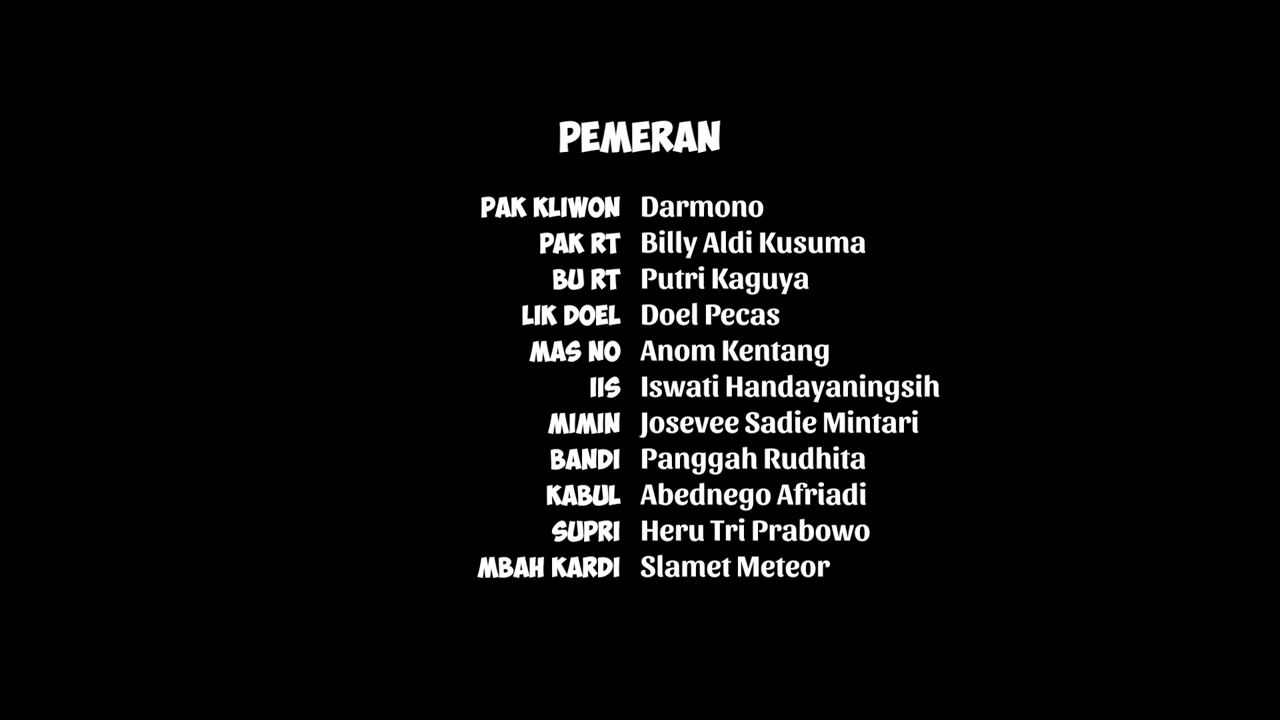 PEMERAN
PAK KLIWON Darmono
PAK RT Billy Aldi Kusuma
BU RT Putri Kaguya
LIK DOEL Doel Pecas
MAS NO Anom Kentang
IIS Iswati Handayaningsih
MIMIN Josevee Sadie Mintari
BANDI Panggah Rudhita
KABUL Abednego Afriadi
SUPRI Heru Tri Prabowo
MBAH KARDI Slamet Meteor